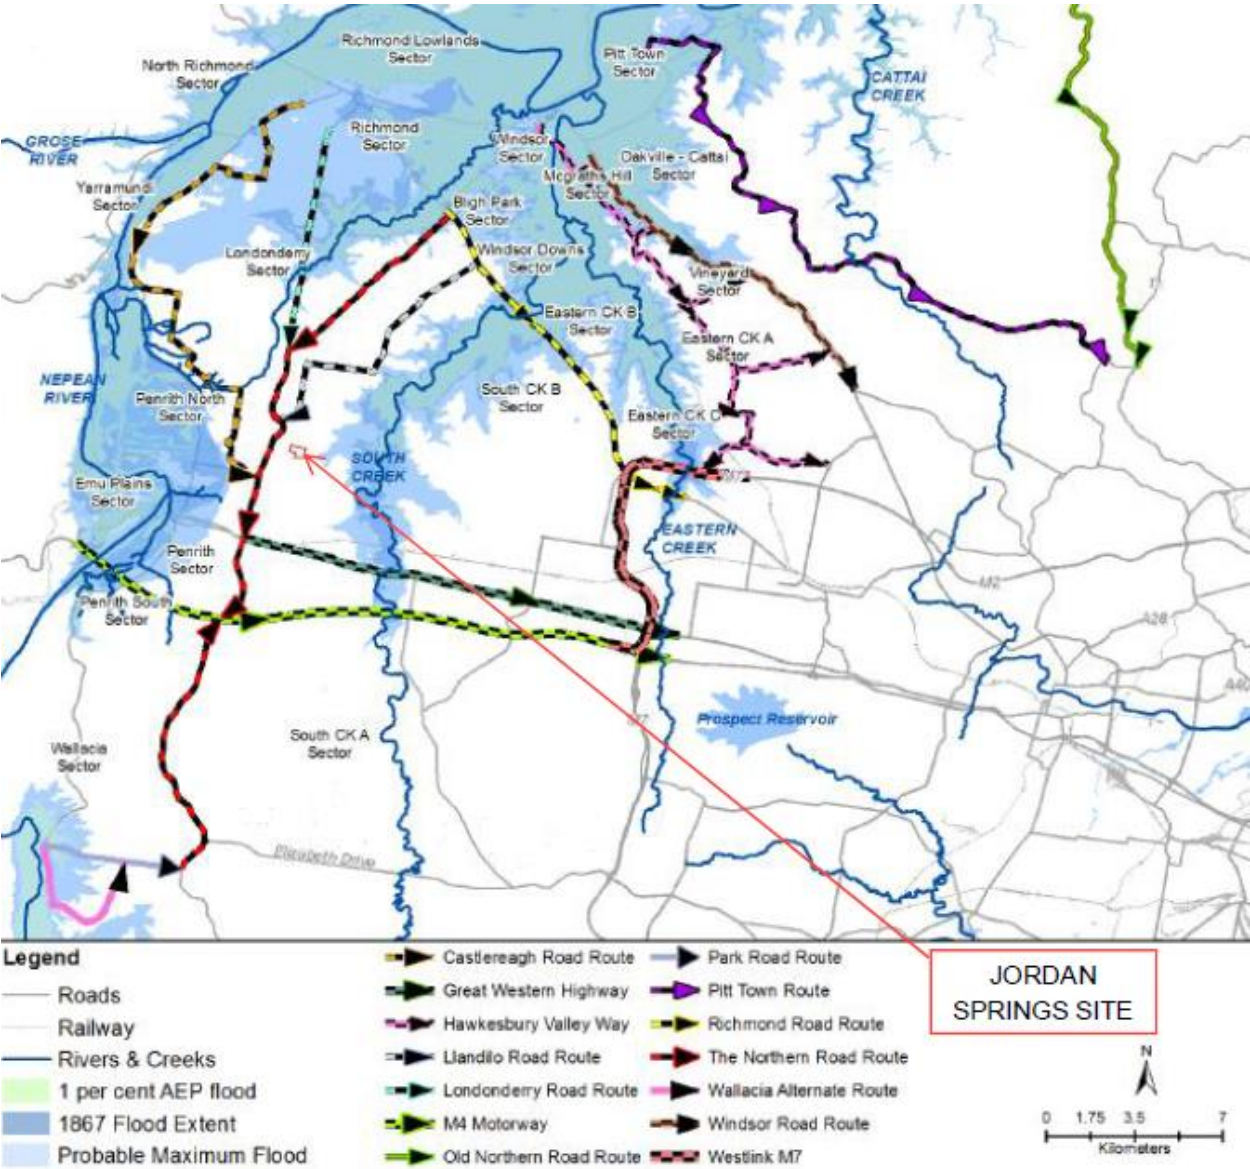 Richmond Lowlands
Sector
North Richmond
Sector
Pitt Town
Sector
CATTAI
CREEK
Richmond
Sector
GROSE
RIVER
Windsor
Sector
Oakville - Cattai
Sector
Mcgraths Hill
Sector
Yarramundi
Sector
Bligh Park
Sector
Londonderry
Sector
Windsor Downs
Sector
Vineyard
Sector
Eastern CK B
Sector
Eastern CK A
Sector
NEPEAN
RIVER
Penrith North
Sector
South CK B
Sector
Eastern CK C
Sector
SOUTH
CREEK
Emu Plains
Sector
EASTERN
CREEK
Penrith
Sector
M2
Penrith South
Sector
A28
A40
Prospect Reservoir
M7
South CK A
Sector
Wallacia
Sector
Elizabeth Drive
Legend
Roads
Railway
Rivers & Creeks
1 per cent AEP flood
1867 Flood Extent
Probable Maximum Flood
Castlereagh Road Route
Great Western Highway
Hawkesbury Valley Way
Llandilo Road Route
Londonderry Road Route
M4 Motorway
Old Northern Road Route
Park Road Route
Pitt Town Route
Richmond Road Route
The Northern Road Route
Wallacia Alternate Route
Windsor Road Route
Westlink M7
JORDAN
SPRINGS SITE
N
0 1.75 3.5 7
Kilometers